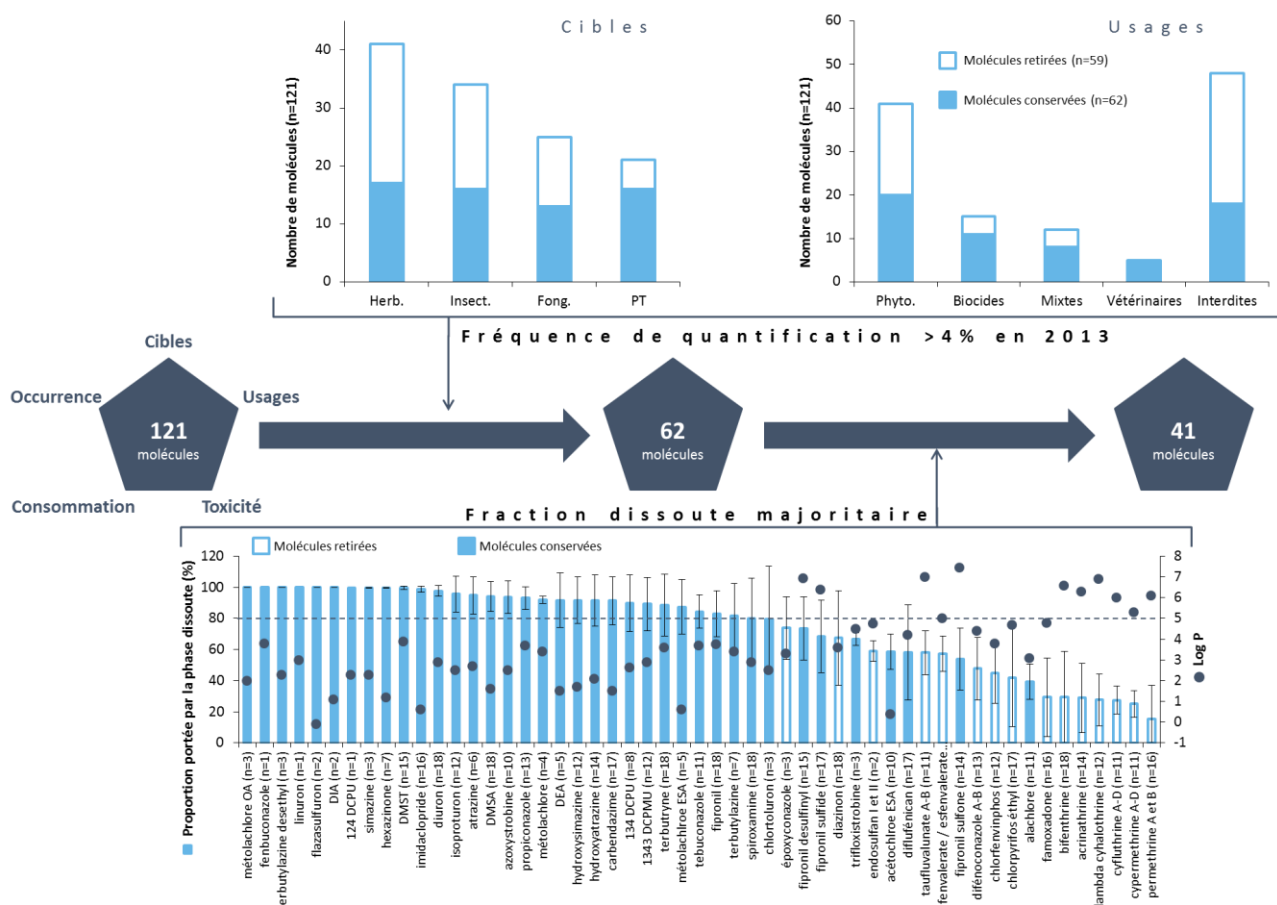 Cibles
Nombre de molécules (n=121)
40
30
20
10
0
Herb.
Insect.
Fong.
PT
Usages
Nombre de molécules (n=121)
60
50
40
30
20
10
0
Molécules retirées (n=59)
Molécules conservées (n=62)
Phyto.
Biocides
Mixtes
Vétérinaires
Interdites
Fréquence de quantification >4% en 2013
Cibles
Occurrence
Usages
Consommation
Toxicité
121
molécules
62
molécules
41
molécules
Fraction dissoute majoritaire
Molécules retirées
Molécules conservées
Proportion portée par la phase dissoute (%)
120
100
80
60
40
20
0
8
7
6
5
4
3
2
1
0
-1
Log P
métolachlore OA (n=3)
fenbuconazole (n=1)
erbutylazine desethyl (n=3)
linuron (n=1)
flazasulfuron (n=2)
DIA (n=2)
124 DCPU (n=1)
simazine (n=3)
hexazinone (n=7)
DMST (n=15)
imidaclopride (n=16)
diuron (n=18)
isoproturon (n=12)
atrazine (n=6)
DMSA (n=18)
azoxystrobine (n=10)
propiconazole (n=13)
métolachlore (n=4)
DEA (n=5)
hydroxysimazine (n=12)
hydroxyatrazine (n=14)
carbendazime (n=17)
134 DCPU (n=8)
1343 DCPMU (n=12)
terbutryne (n=18)
métolachlroe ESA (n=5)
tebuconazole (n=11)
fipronil (n=18)
terbutylazine (n=7)
spiroxamine (n=18)
chlortoluron (n=3)
époxyconazole (n=3)
fipronil desulfinyl (n=15)
fipronil sulfide (n=17)
diazinon (n=18)
trifloxistrobine (n=3)
endosulfan I et II (n=2)
acétochlroe ESA (n=10)
diflufénican (n=17)
taufluvalunate A-B (n=11)
fenvalerate / esfenvalerate...
fipronil sulfone (n=14)
difénoconazole A-B (n=13)
chlorfenvinphos (n=12)
chlorpyrifos éthyl (n=17)
alachlore (n=11)
famoxadone (n=16)
bifenthrine (n=18)
acrinathrine (n=14)
lambda cyhalothrine (n=12)
cyfluthrine A-D (n=11)
cypermethrine A-D (n=11)
permethrine A et B (n=16)